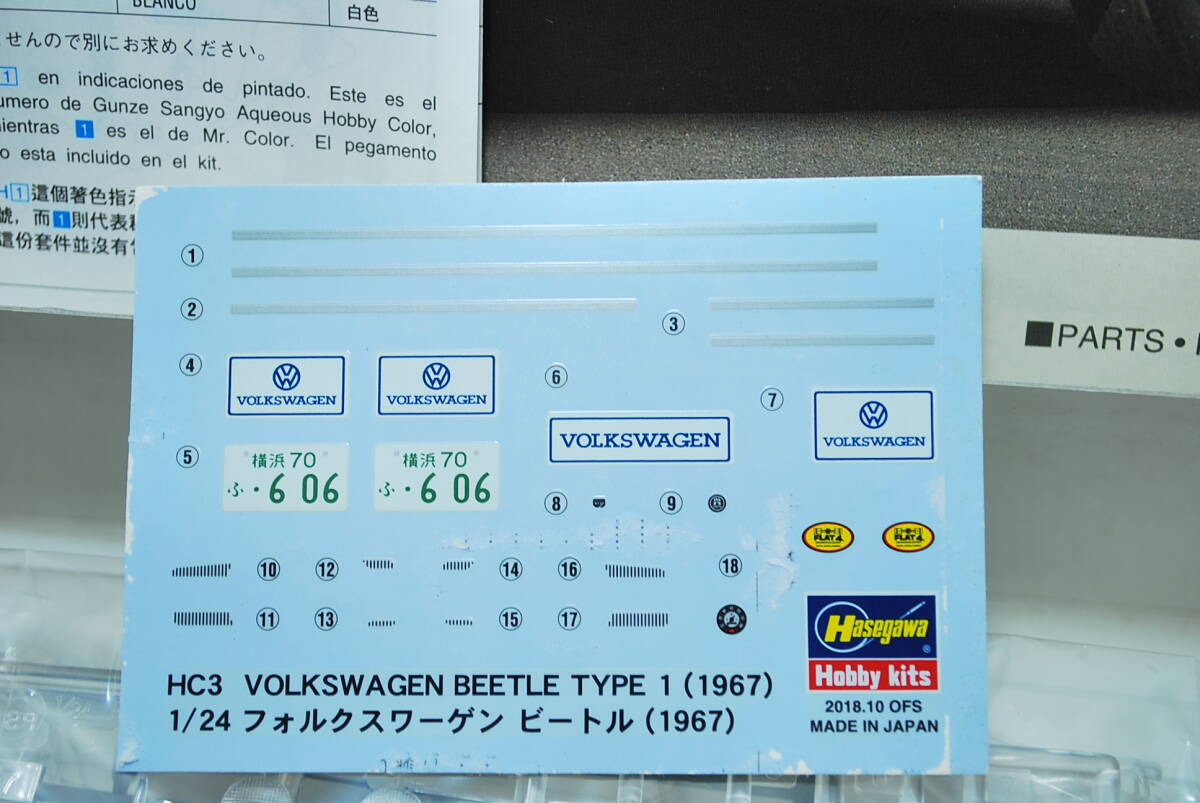 BLANCO
白色
せんので別にお求めください。
1 en indicaciones de pintado. Este es el
umero de Gunze Sangyo Aqueous Hobby Color,
ientras 1 es el de Mr. Color. El pegamento
o esta incluido en el kit.
H1這個著色指示
號，而1則代表
這份套件並沒有
■PARTS・
1
2
3
4
VOLKSWAGEN
VOLKSWAGEN
6
VOLKSWAGEN
7
VOLKSWAGEN
5
横浜 70
ふ・6 06
横浜 70
ふ・6 06
8
9
FLAT4
FLAT4
10
12
14
16
18
11
13
15
17
Hasegawa
®
Hobby kits
HC3 VOLKSWAGEN BEETLE TYPE 1 (1967)
1/24 フォルクスワーゲン ビートル (1967)
2018.10 OFS
MADE IN JAPAN